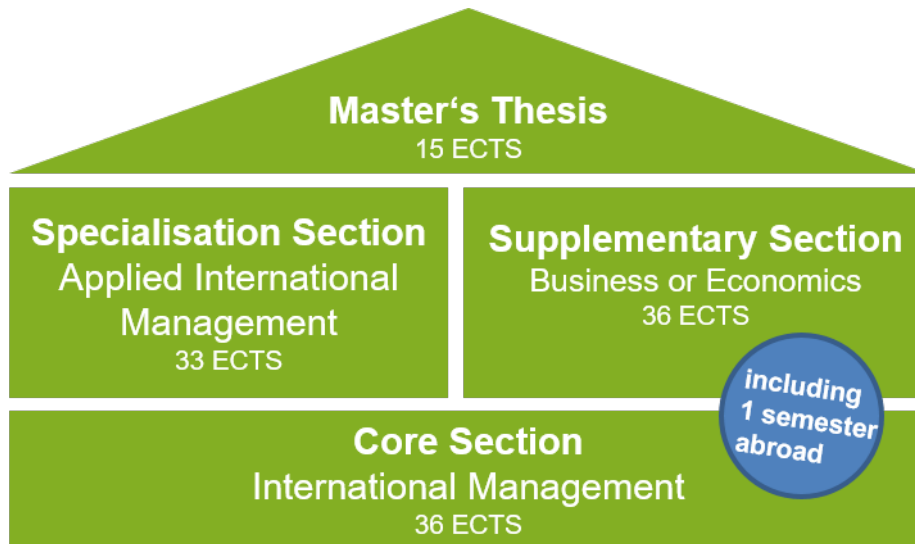 Master‘s Thesis
15 ECTS
Specialisation Section
Applied International
Management
33 ECTS
Supplementary Section
Business or Economics
36 ECTS
including
1 semester
abroad
Core Section
International Management
36 ECTS